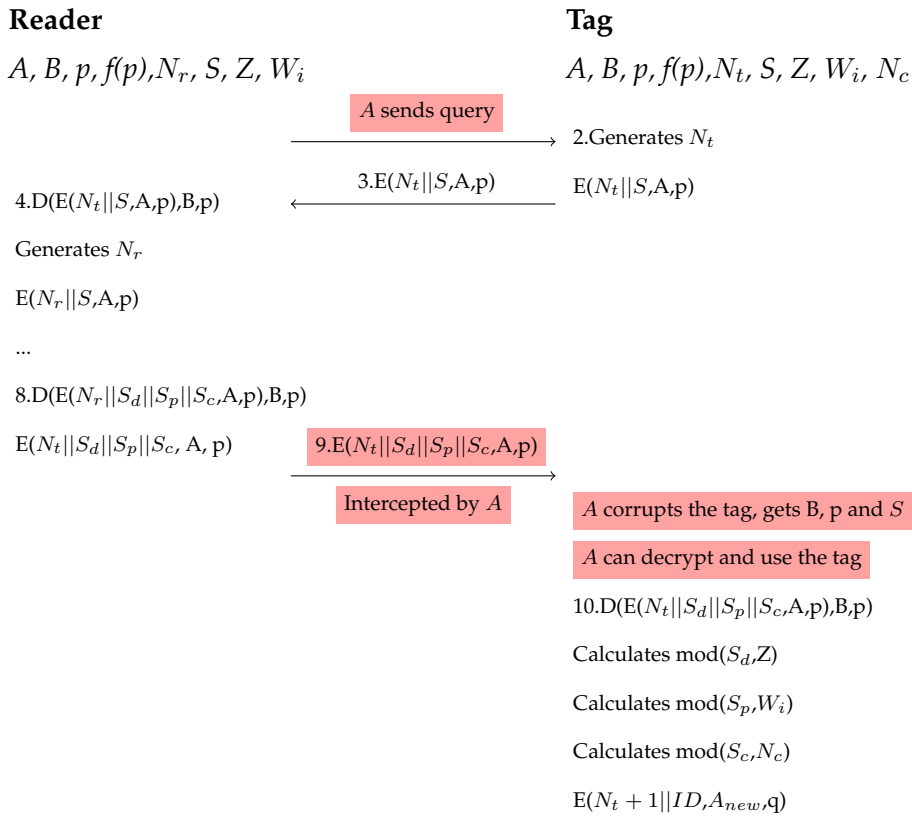 Reader
Tag
A, B, p, f(p),N_r, S, Z, W_i
A, B, p, f(p),N_t, S, Z, W_i, N_c
A sends query
2.Generates N_t
3.E(N_t||S,A,p)
E(N_t||S,A,p)
4.D(E(N_t||S,A,p),B,p)
Generates N_r
E(N_r||S,A,p)
...
8.D(E(N_r||S_d||S_p||S_c,A,p),B,p)
E(N_t||S_d||S_p||S_c, A, p)
9.E(N_t||S_d||S_p||S_c,A,p)
Intercepted by A
A corrupts the tag, gets B, p and S
A can decrypt and use the tag
10.D(E(N_t||S_d||S_p||S_c,A,p),B,p)
Calculates mod(S_d,Z)
Calculates mod(S_p,W_i)
Calculates mod(S_c,N_c)
E(N_t + 1||ID,A_{new},q)